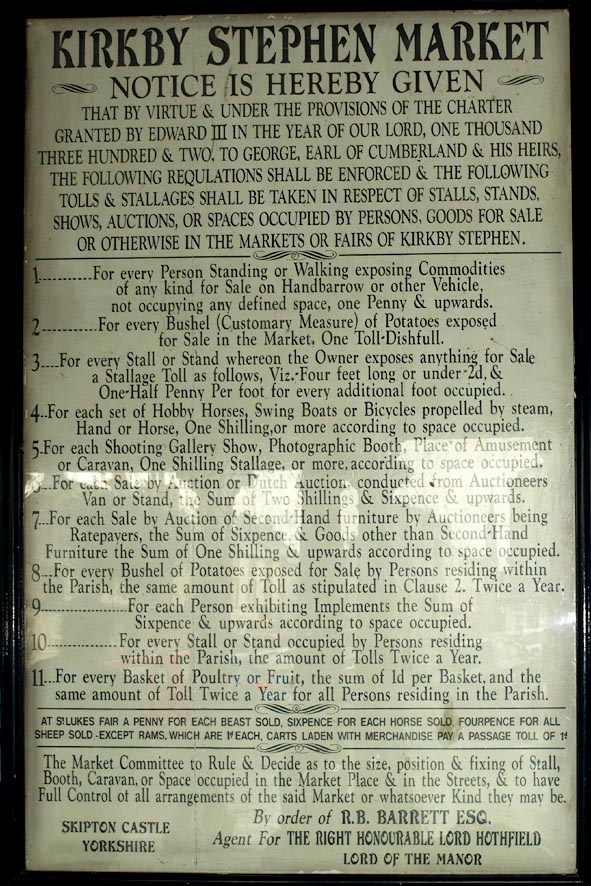 KIRKBY STEPHEN MARKET
NOTICE IS HEREBY GIVEN
THAT BY VIRTUE & UNDER THE PROVISIONS OF THE CHARTER
GRANTED BY EDWARD III IN THE YEAR OF OUR LORD, ONE THOUSAND
THREE HUNDRED & TWO, TO GEORGE, EARL OF CUMBERLAND & HIS HEIRS,
THE FOLLOWING REQULATIONS SHALL BE ENFORCED & THE FOLLOWING
TOLLS & STALLAGES SHALL BE TAKEN IN RESPECT OF STALLS, STANDS,
SHOWS, AUCTIONS, OR SPACES OCCUPIED BY PERSONS, GOODS FOR SALE
OR OTHERWISE IN THE MARKETS OR FAIRS OF KIRKBY STEPHEN.
1..........For every Person Standing or Walking exposing Commodities
of any kind for Sale on Handbarrow or other Vehicle,
not occupying any defined space, one Penny & upwards.
2..........For every Bushel (Customary Measure) of Potatoes exposed
for Sale in the Market, One Toll-Dishfull.
3....For every Stall or Stand whereon the Owner exposes anything for Sale
a Stallage Toll as follows, Viz.-Four feet long or under-2d, &
One-Half Penny Per foot for every additional foot occupied.
4..For each set of Hobby Horses, Swing Boats or Bicycles propelled by steam,
Hand or Horse, One Shilling,or more according to space occupied.
5.For each Shooting Gallery Show, Photographic Booth, Place of Amusement
or Caravan, One Shilling Stallage, or more, according to space occupied.
6...For each Sale by Auction or Dutch Auction, conducted from Auctioneers
Van or Stand, the Sum of Two Shillings & Sixpence & upwards.
7...For each Sale by Auction of Second-Hand furniture by Auctioneers being
Ratepayers, the Sum of Sixpence & Goods other than Second-Hand
Furniture the Sum of One Shilling & upwards according to space occupied.
8...For every Bushel of Potatoes exposed for Sale by Persons residing within
the Parish, the same amount of Toll as stipulated in Clause 2. Twice a Year.
9...............For each Person exhibiting Implements the Sum of
Sixpence & upwards according to space occupied.
10............For every Stall or Stand occupied by Persons residing
within the Parish, the amount of Tolls Twice a Year.
11...For every Basket of Poultry or Fruit, the sum of 1d per Basket, and the
same amount of Toll Twice a Year for all Persons residing in the Parish.
AT St LUKES FAIR A PENNY FOR EACH BEAST SOLD, SIXPENCE FOR EACH HORSE SOLD. FOURPENCE FOR ALL
SHEEP SOLD-EXCEPT RAMS, WHICH ARE 1d EACH, CARTS LADEN WITH MERCHANDISE PAY A PASSAGE TOLL OF 1d
The Market Committee to Rule & Decide as to the size, position & fixing of Stall,
Booth, Caravan, or Space occupied in the Market Place & in the Streets, & to have
Full Control of all arrangements of the said Market or whatsoever Kind they may be.
By order of R.B. BARRETT ESQ.
SKIPTON CASTLE
YORKSHIRE
Agent For THE RIGHT HONOURABLE LORD HOTHFIELD
LORD OF THE MANOR